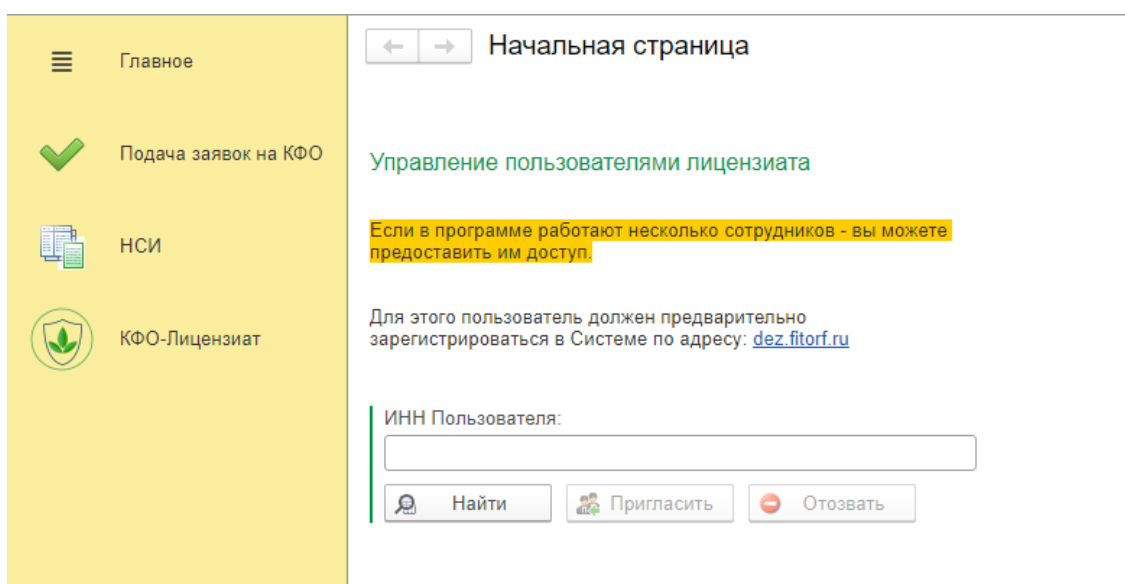 Главное
Подача заявок на КФО
НСИ
КФО-Лицензиат
Начальная страница
Управление пользователями лицензиата
Если в программе работают несколько сотрудников - вы можете
предоставить им доступ.
Для этого пользователь должен предварительно
зарегистрироваться в Системе по адресу: dez.fitorf.ru
ИНН Пользователя:
Найти Пригласить Отозвать